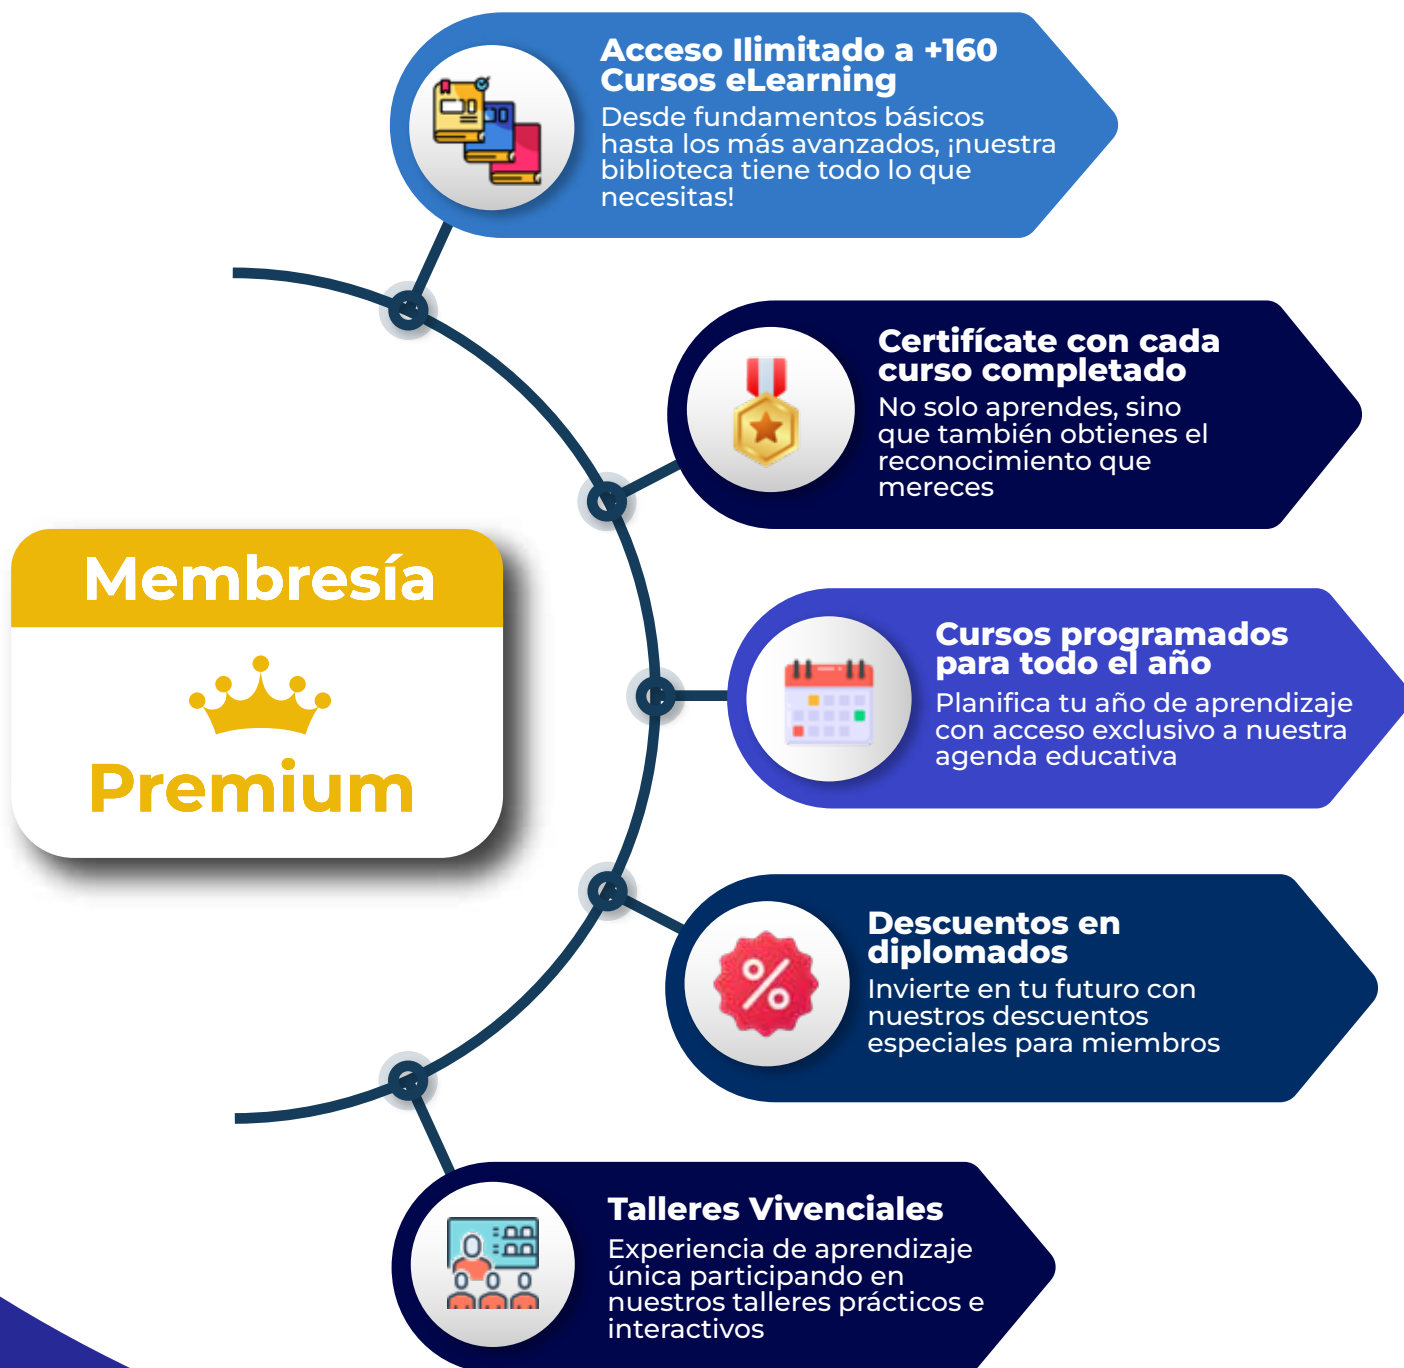 Acceso Ilimitado a +160
Cursos eLearning
Desde fundamentos básicos
hasta los más avanzados, ¡nuestra
biblioteca tiene todo lo que
necesitas!
Certifícate con cada
curso completado
No solo aprendes, sino
que también obtienes el
reconocimiento que
mereces
Membresía
Premium
Cursos programados
para todo el año
Planifica tu año de aprendizaje
con acceso exclusivo a nuestra
agenda educativa
Descuentos en
diplomados
Invierte en tu futuro con
nuestros descuentos
especiales para miembros
Talleres Vivenciales
Experiencia de aprendizaje
única participando en
nuestros talleres prácticos e
interactivos